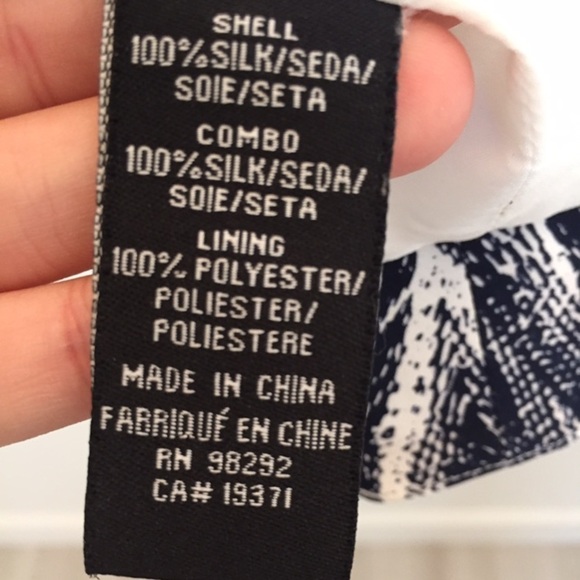 SHELL
100%SILK/SEDA/
SOIE/SETA
COMBO
100%SILK/SEDA/
SOIE/SETA
LINING
100% POLYESTER/
POLIESTER/
POLIESTERE
MADE IN CHINA
FABRIQUÉ EN CHINE
RN 98292
CA# 19371